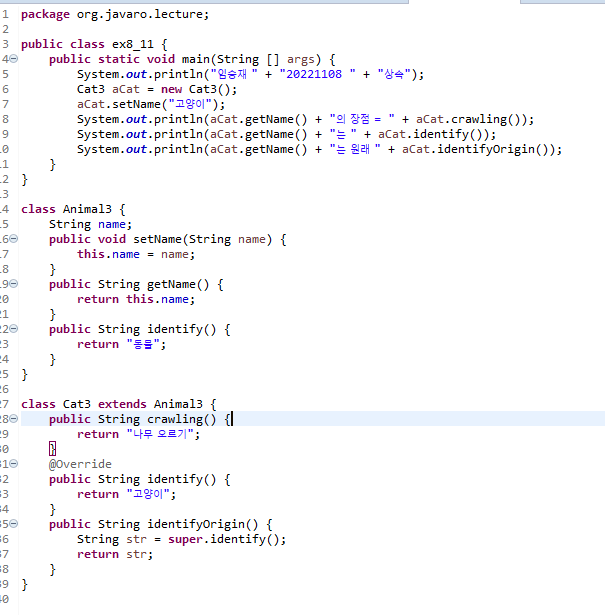 1 package org.javaro.lecture;
2
3 public class ex8_11 {
4 public static void main(String [] args) {
5 System.out.println("임승재 " + "20221108 " + "상속");
6 Cat3 aCat = new Cat3();
7 aCat.setName("고양이");
8 System.out.println(aCat.getName() + "의 장점 = " + aCat.crawling());
9 System.out.println(aCat.getName() + "는 " + aCat.identify());
10 System.out.println(aCat.getName() + "는 원래 " + aCat.identifyOrigin());
11 }
12 }
13
14 class Animal3 {
15 String name;
16 public void setName(String name) {
17 this.name = name;
18 }
19 public String getName() {
20 return this.name;
21 }
22 public String identify() {
23 return "동물";
24 }
25 }
26
27 class Cat3 extends Animal3 {
28 public String crawling() {
29 return "나무 오르기";
30 }
31 @Override
32 public String identify() {
33 return "고양이";
34 }
35 public String identifyOrigin() {
36 String str = super.identify();
37 return str;
38 }
39 }
40